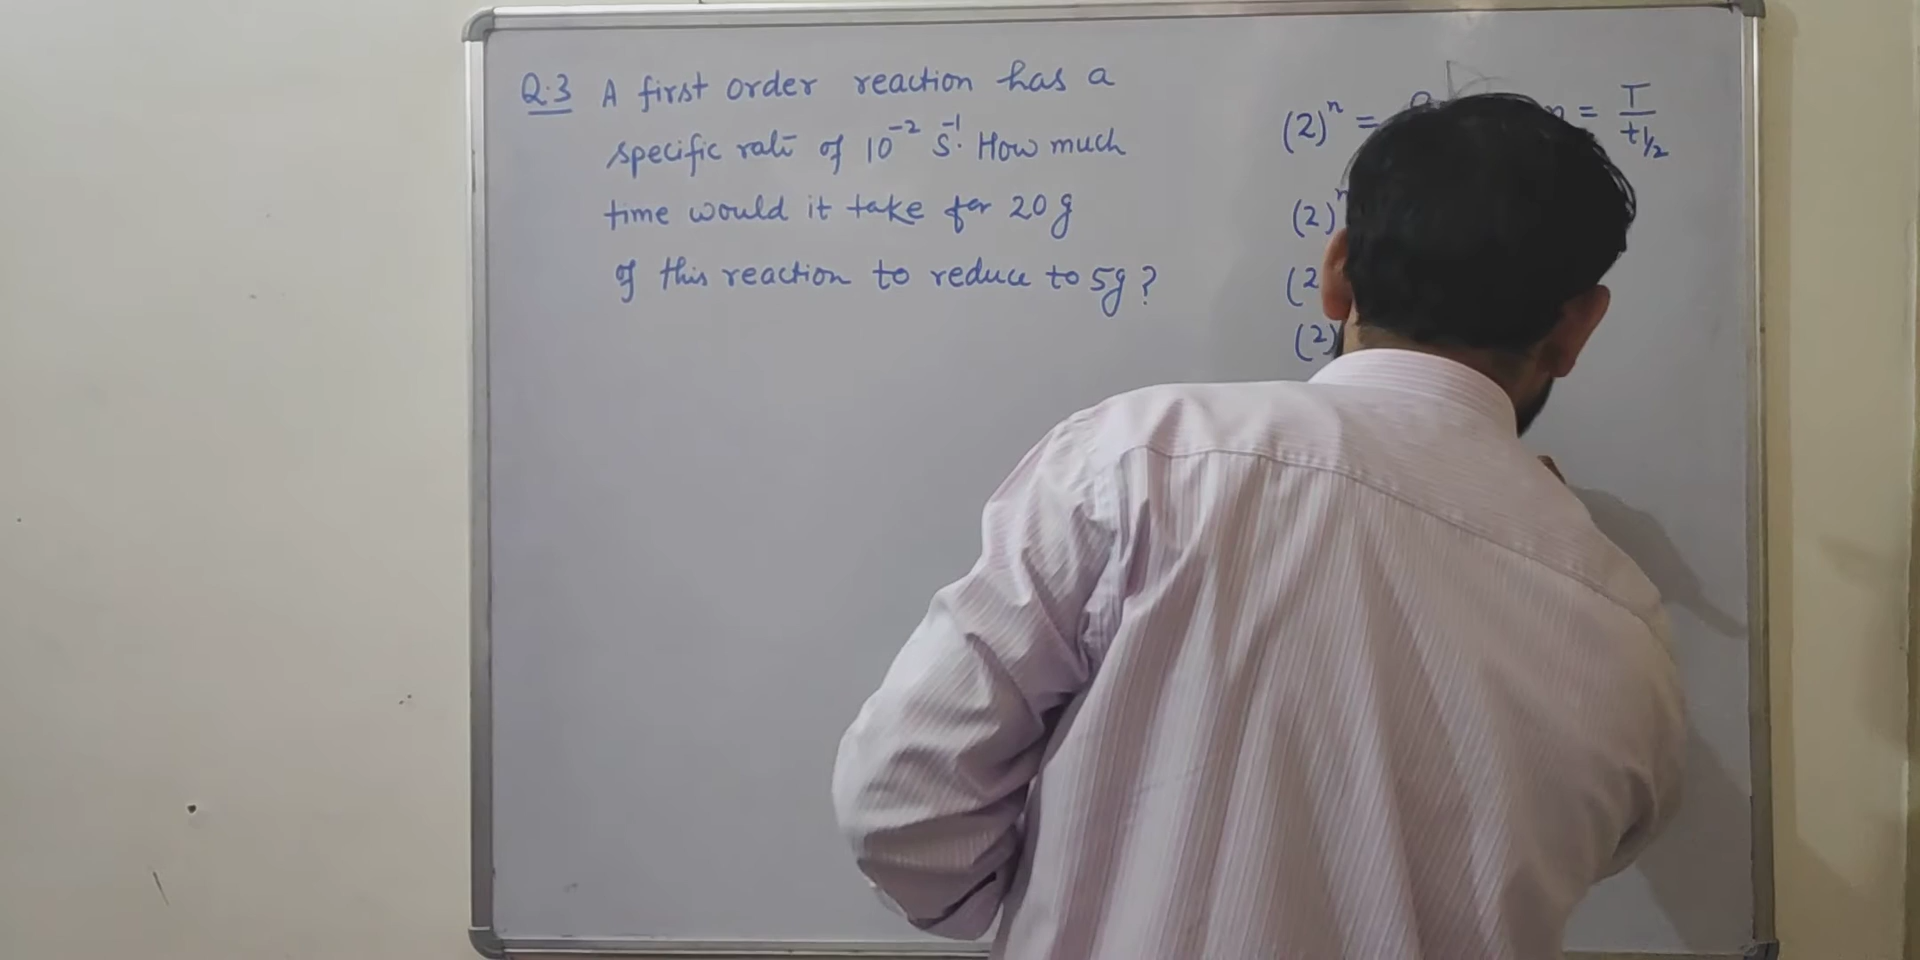 Q.3 A first order reaction has a
specific rate of 10⁻² S⁻¹. How much
time would it take for 20 g
of this reaction to reduce to 5g?
(2)ⁿ = n = T/t½
(2)ⁿ
(2
(2)